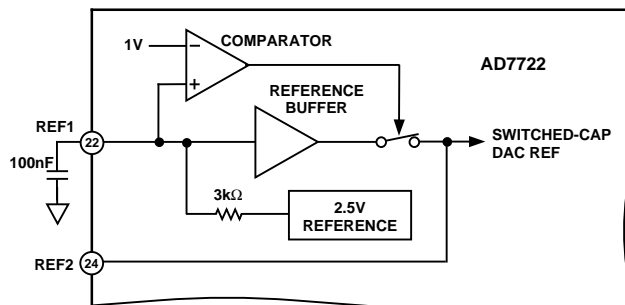 1V
COMPARATOR
AD7722
REFERENCE
BUFFER
REF1
22
SWITCHED-CAP
DAC REF
100nF
3kΩ
2.5V
REFERENCE
REF2
24